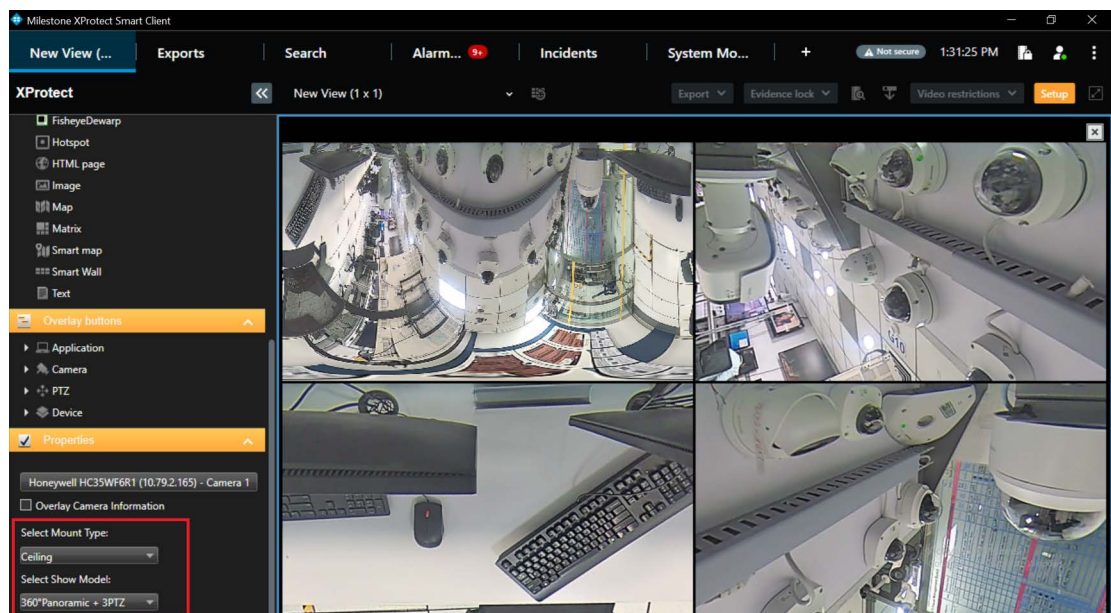 Milestone XProtect Smart Client
New View (...
Exports
Search
Alarm... 9+
Incidents
System Mo...
+
Not secure
1:31:25 PM
XProtect
New View (1 x 1)
Export
Evidence lock
Video restrictions
Setup
FisheyeDewarp
Hotspot
HTML page
Image
Map
Matrix
Smart map
Smart Wall
Text
Overlay buttons
Application
Camera
PTZ
Device
Properties
Honeywell HC35WF6R1 (10.79.2.165) - Camera 1
Overlay Camera Information
Select Mount Type:
Ceiling
Select Show Model:
360°Panoramic + 3PTZ
G10